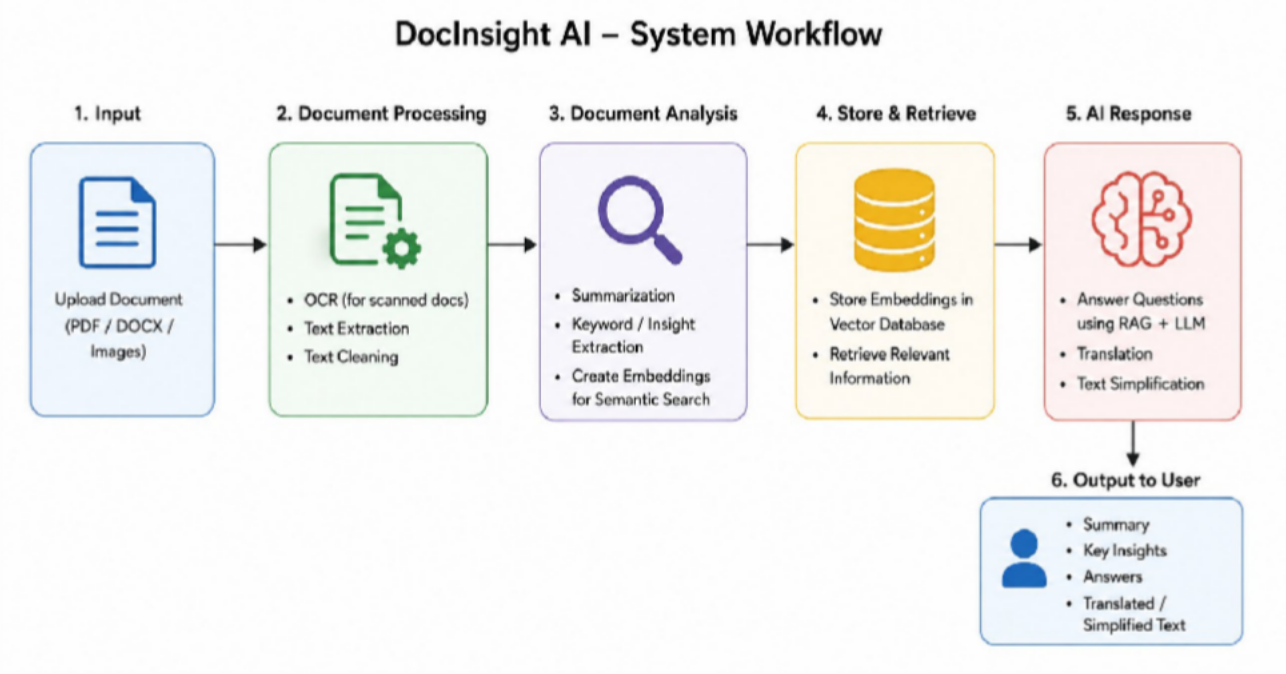 DocInsight AI – System Workflow
1. Input
Upload Document
(PDF / DOCX /
Images)
2. Document Processing
• OCR (for scanned docs)
• Text Extraction
• Text Cleaning
3. Document Analysis
• Summarization
• Keyword / Insight
Extraction
• Create Embeddings
for Semantic Search
4. Store & Retrieve
• Store Embeddings in
Vector Database
• Retrieve Relevant
Information
5. AI Response
• Answer Questions
using RAG + LLM
• Translation
• Text Simplification
6. Output to User
• Summary
• Key Insights
• Answers
• Translated /
Simplified Text